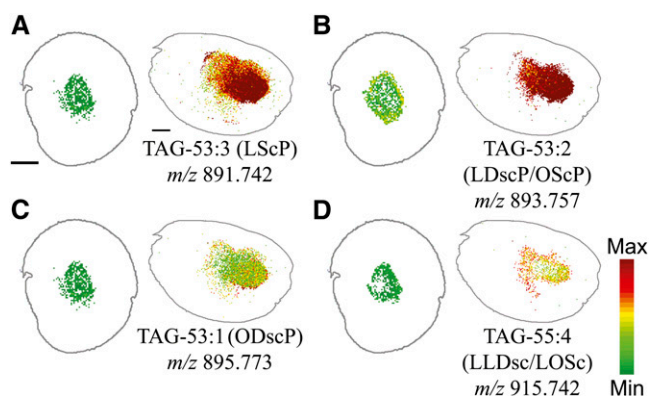 A
B
TAG-53:3 (LScP)
m/z 891.742
TAG-53:2
(LDscP/OScP)
m/z 893.757
C
D
TAG-53:1 (ODscP)
m/z 895.773
TAG-55:4
(LLDsc/LOSc)
m/z 915.742
Max
Min